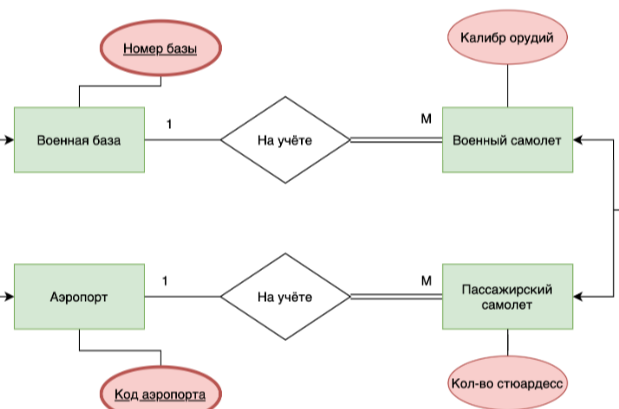 Номер базы
Калибр орудий
Военная база
1
На учёте
М
Военный самолет
Аэропорт
1
На учёте
М
Пассажирский
самолет
Код аэропорта
Кол-во стюардесс